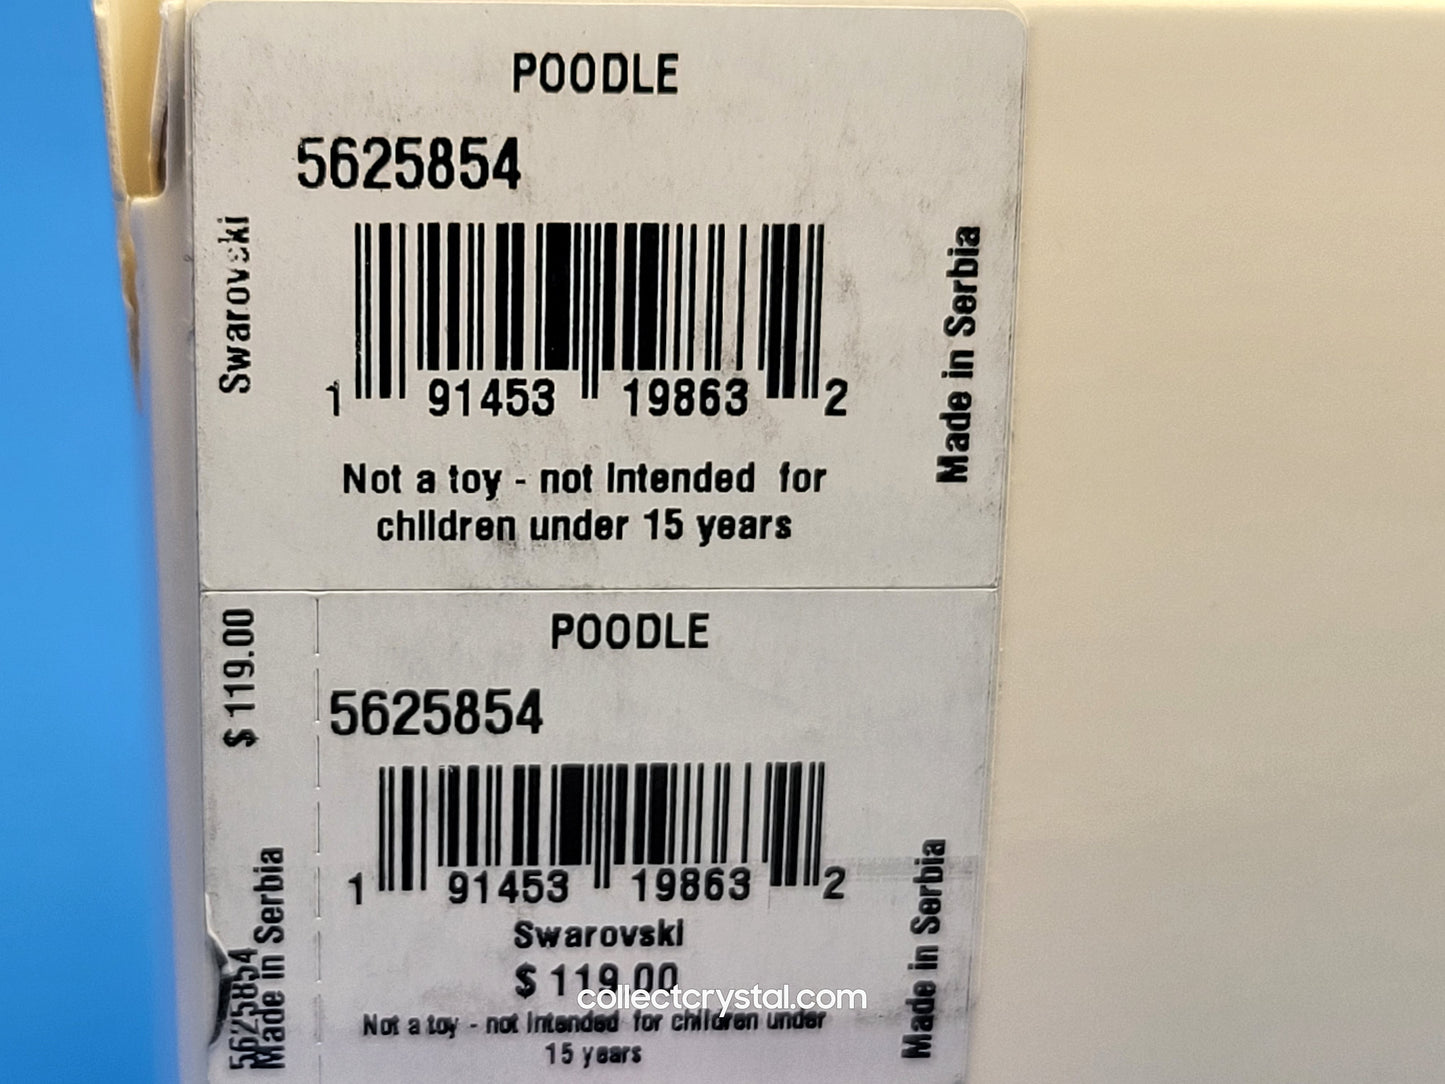 POODLE
5625854
Swarovski
1 91453 19863 2
Made in Serbia
Not a toy - not Intended for
children under 15 years
$ 119.00
POODLE
5625854
1 91453 19863 2
Swarovski
$ 119.00
collectcrystal.com
Not a toy - not Intended for children under
15 years
Made in Serbia
5625854
Made in Serbia